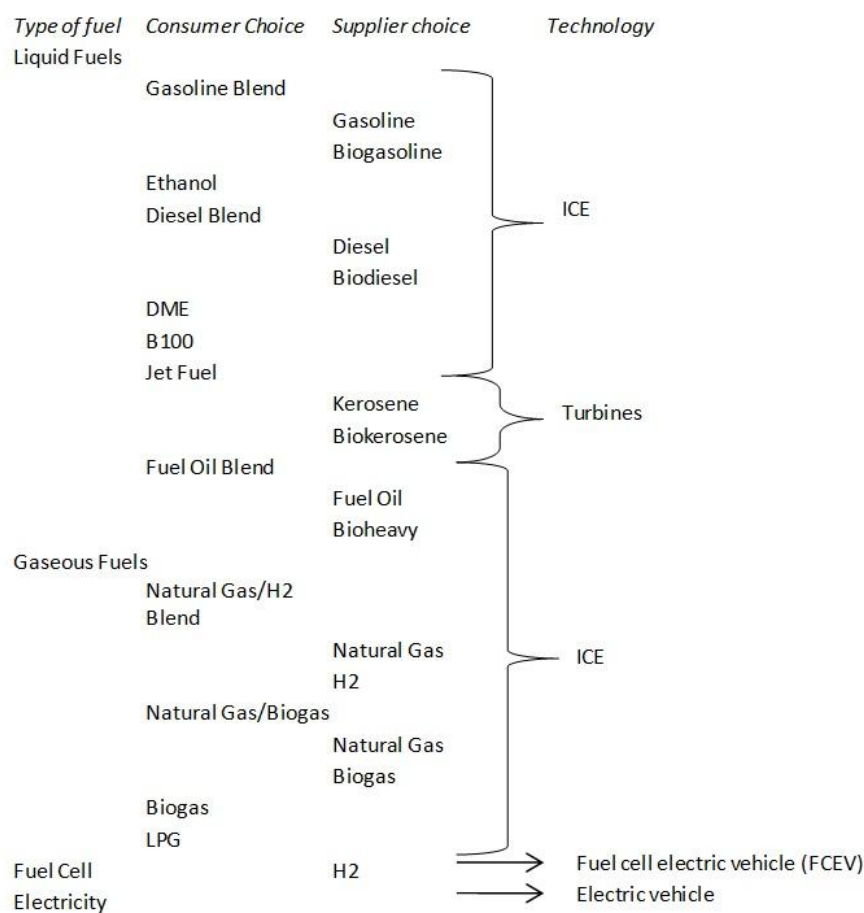 Type of fuel Consumer Choice Supplier choice Technology
Liquid Fuels
Gasoline Blend
Gasoline
Biogasoline
Ethanol
Diesel Blend
ICE
Diesel
Biodiesel
DME
B100
Jet Fuel
Kerosene
Turbines
Biokerosene
Fuel Oil Blend
Fuel Oil
Bioheavy
Gaseous Fuels
Natural Gas/H2
Blend
Natural Gas
ICE
H2
Natural Gas/Biogas
Natural Gas
Biogas
Biogas
LPG
Fuel Cell H2 Fuel cell electric vehicle (FCEV)
Electricity Electric vehicle